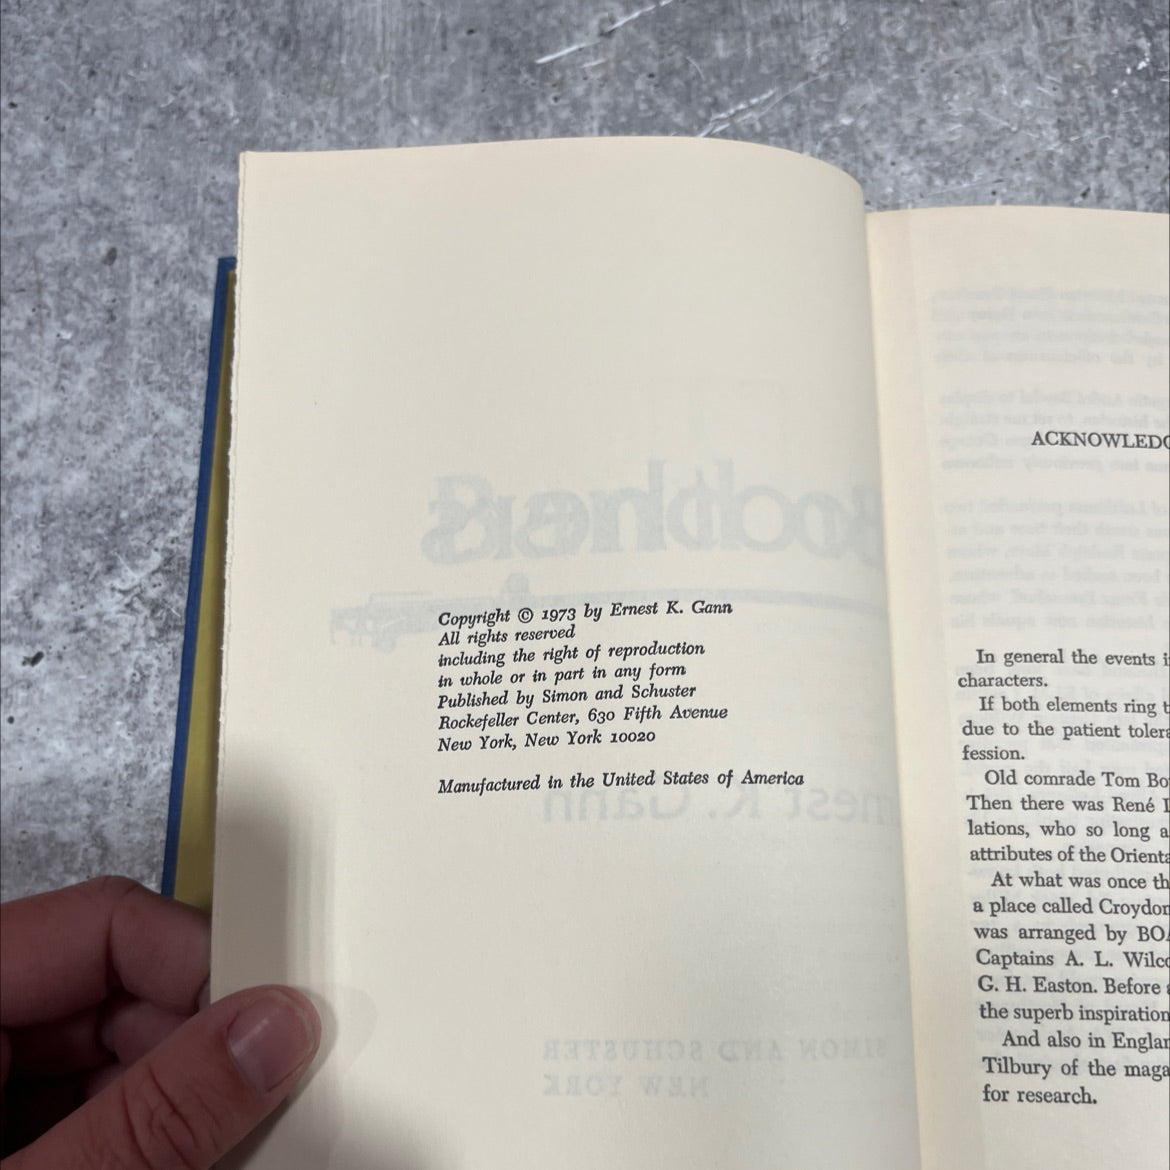 Copyright © 1973 by Ernest K. Gann
All rights reserved
including the right of reproduction
in whole or in part in any form
Published by Simon and Schuster
Rockefeller Center, 630 Fifth Avenue
New York, New York 10020
Manufactured in the United States of America
ACKNOWLEDG
In general the events i
characters.
If both elements ring t
due to the patient tolera
fession.
Old comrade Tom Bo
Then there was René
lations, who so long a
attributes of the Orienta
At what was once th
a place called Croydon
was arranged by BOA
Captains A. L. Wilco
G. H. Easton. Before
the superb inspiration
And also in Englan
Tilbury of the maga
for research.